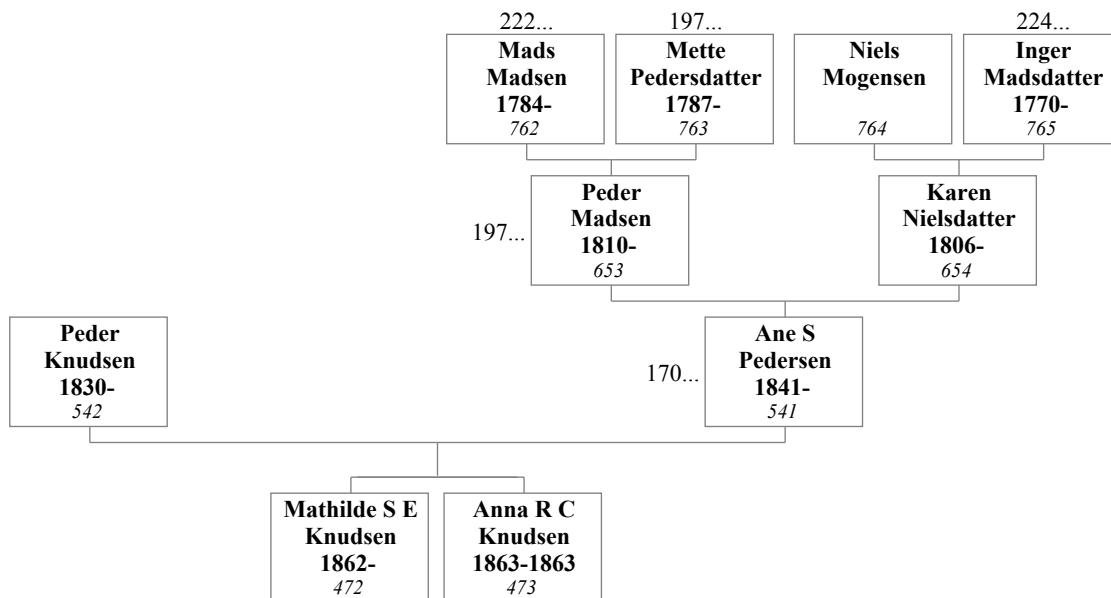 222...
197...
224...
Mads
Madsen
1784-
762
Mette
Pedersdatter
1787-
763
Niels
Mogensen
764
Inger
Madsdatter
1770-
765
197...
Peder
Madsen
1810-
653
Karen
Nielsdatter
1806-
654
Peder
Knudsen
1830-
542
170...
Ane S
Pedersen
1841-
541
Mathilde S E
Knudsen
1862-
472
Anna R C
Knudsen
1863-1863
473